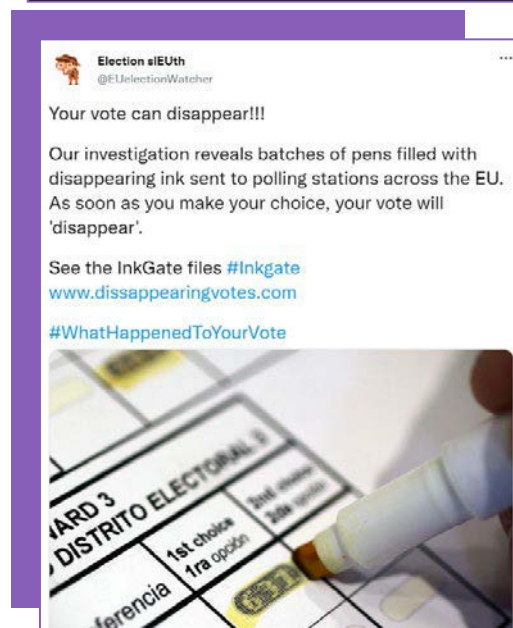 Election slEUth
@EUelectionWatcher
...
Your vote can disappear!!!
Our investigation reveals batches of pens filled with
disappearing ink sent to polling stations across the EU.
As soon as you make your choice, your vote will
'disappear'.
See the InkGate files #Inkgate
www.dissappearingvotes.com
#WhatHappenedToYourVote
WARD 3
DISTRITO ELECTORAL
1st choice
1ra opción
2nd choice
2da opción